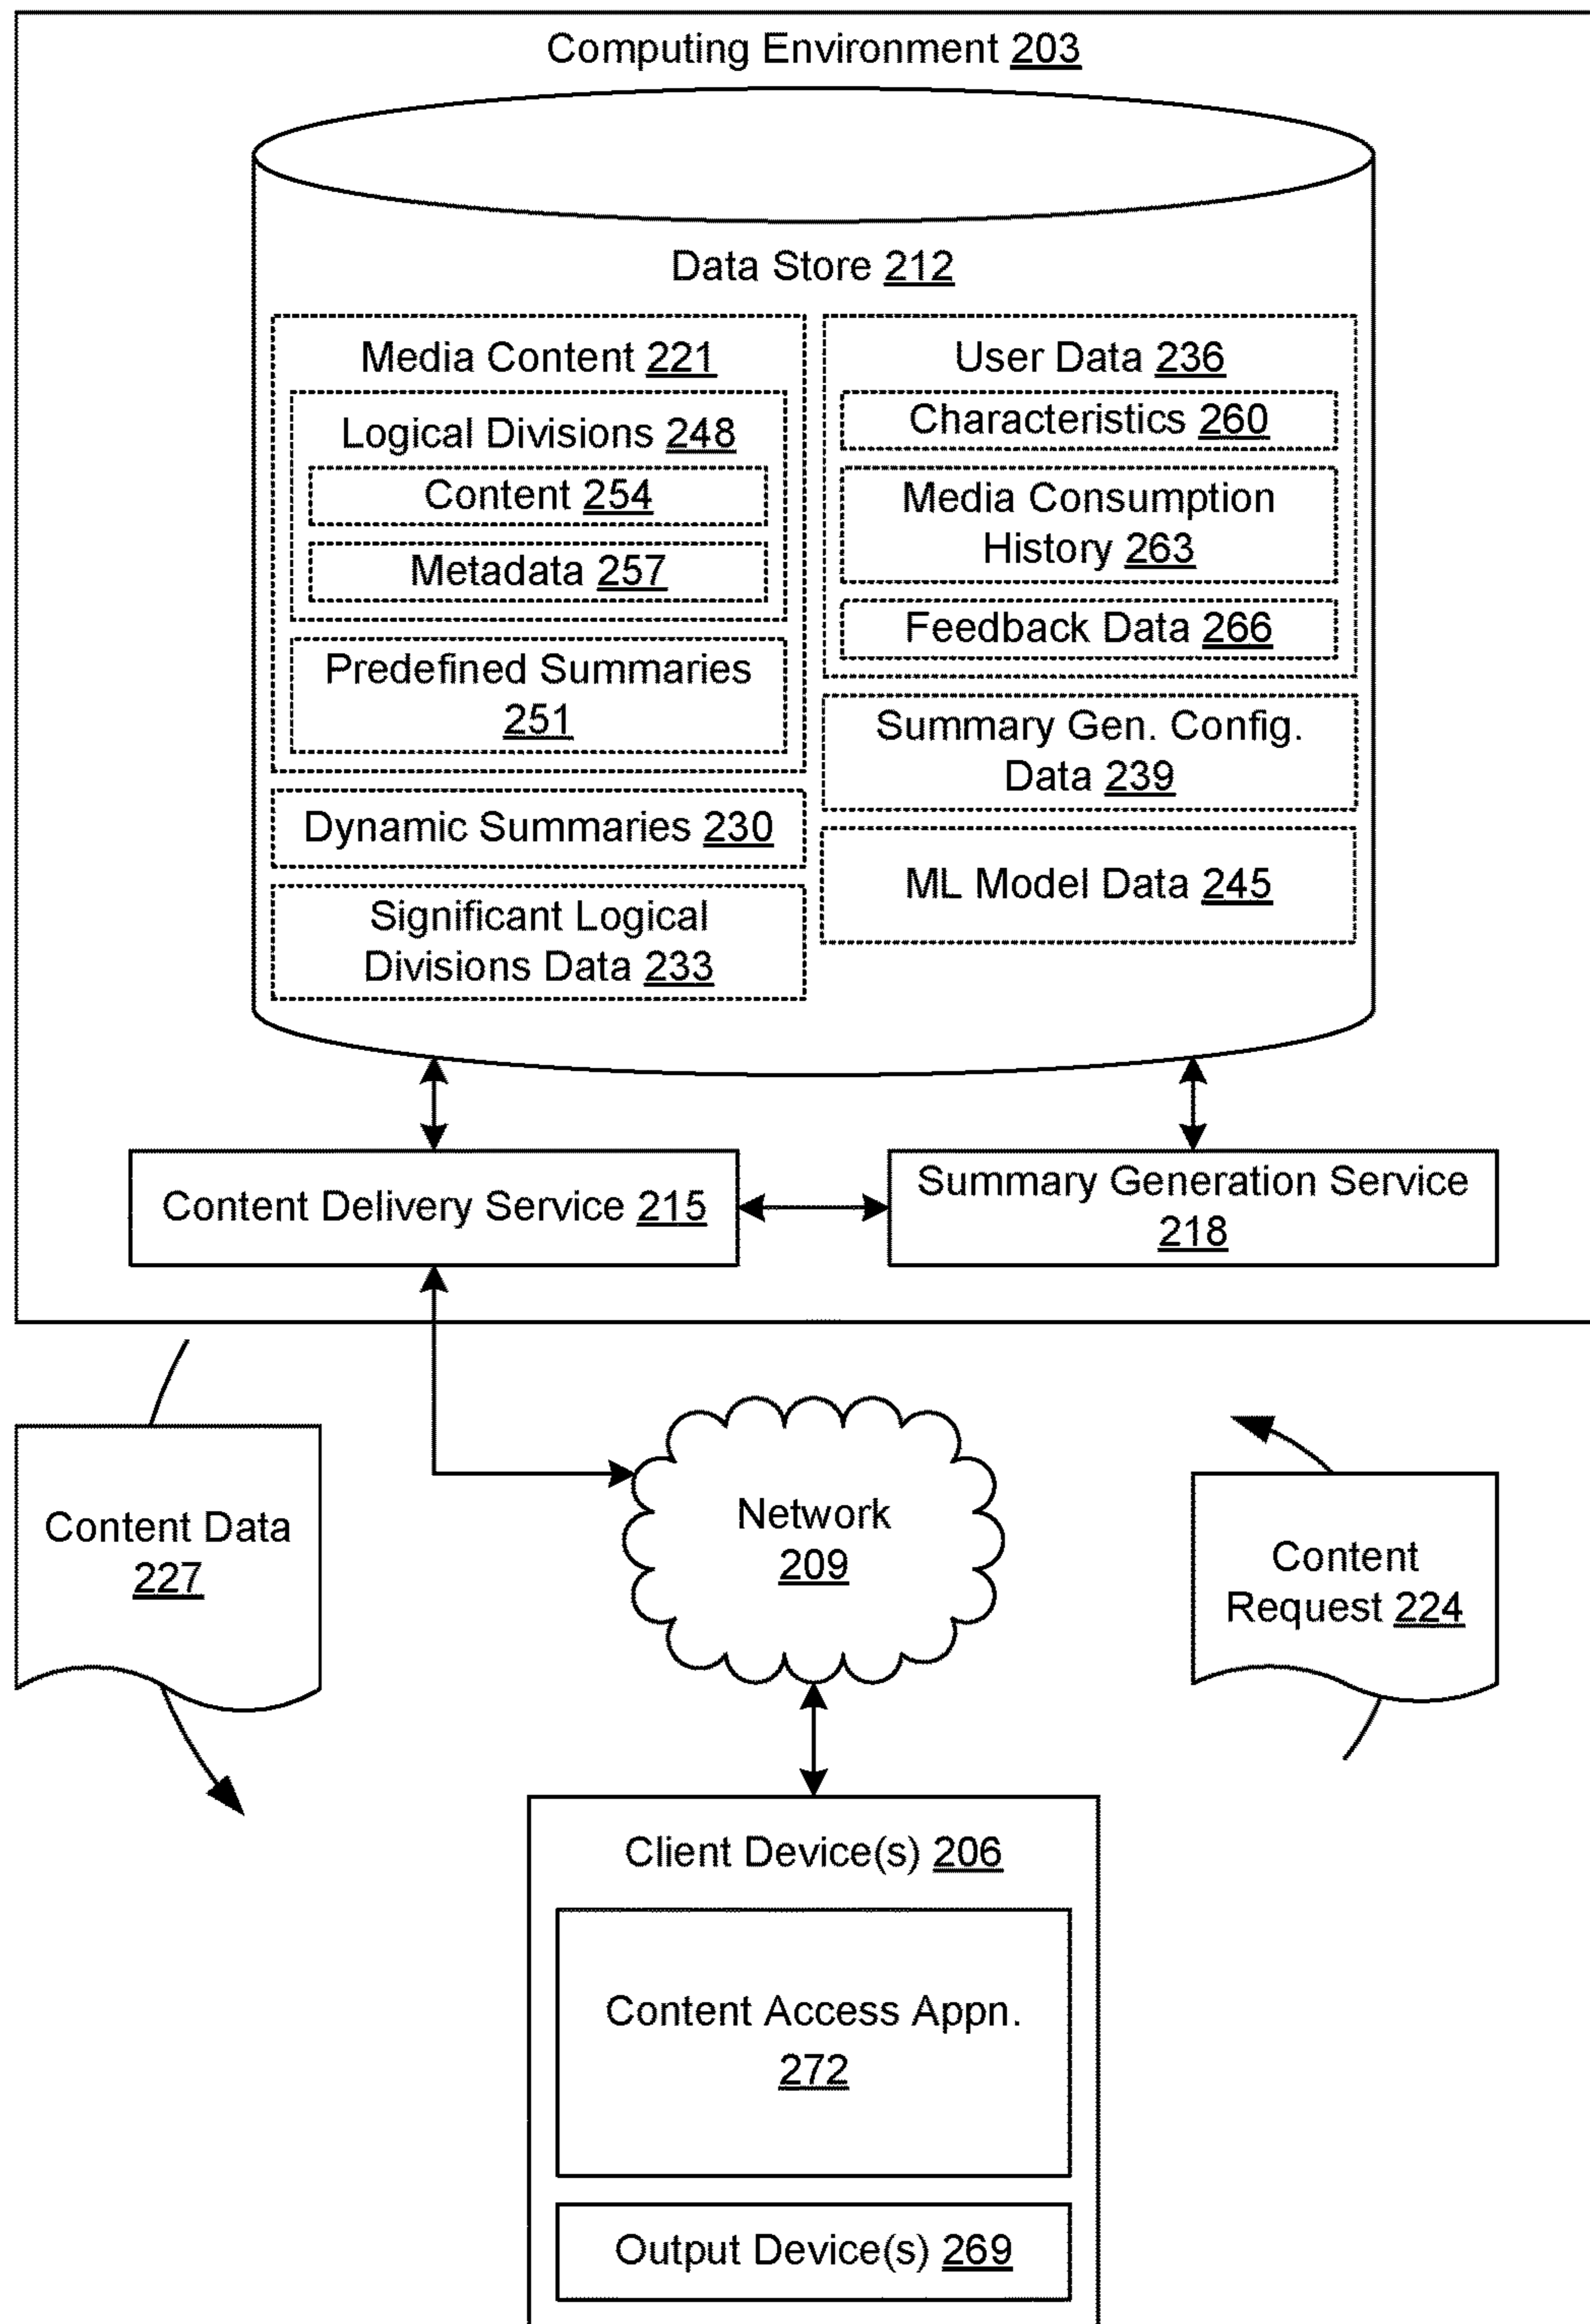 Computing Environment 203
Data Store 212
Media Content 221
Logical Divisions 248
Content 254
Metadata 257
Predefined Summaries
251
Dynamic Summaries 230
Significant Logical
Divisions Data 233
User Data 236
Characteristics 260
Media Consumption
History 263
Feedback Data 266
Summary Gen. Config.
Data 239
ML Model Data 245
Content Delivery Service 215
Summary Generation Service
218
Content Data
227
Network
209
Content
Request 224
Client Device(s) 206
Content Access Appn.
272
Output Device(s) 269